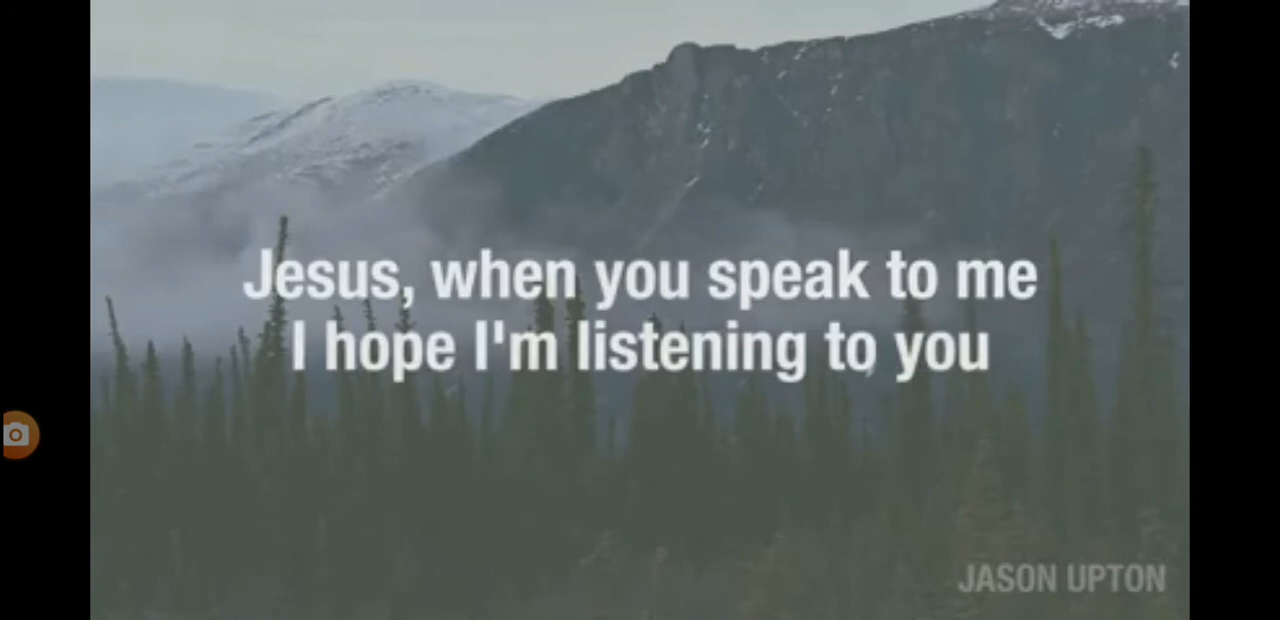 Jesus, when you speak to me
I hope I'm listening to you
JASON UPTON